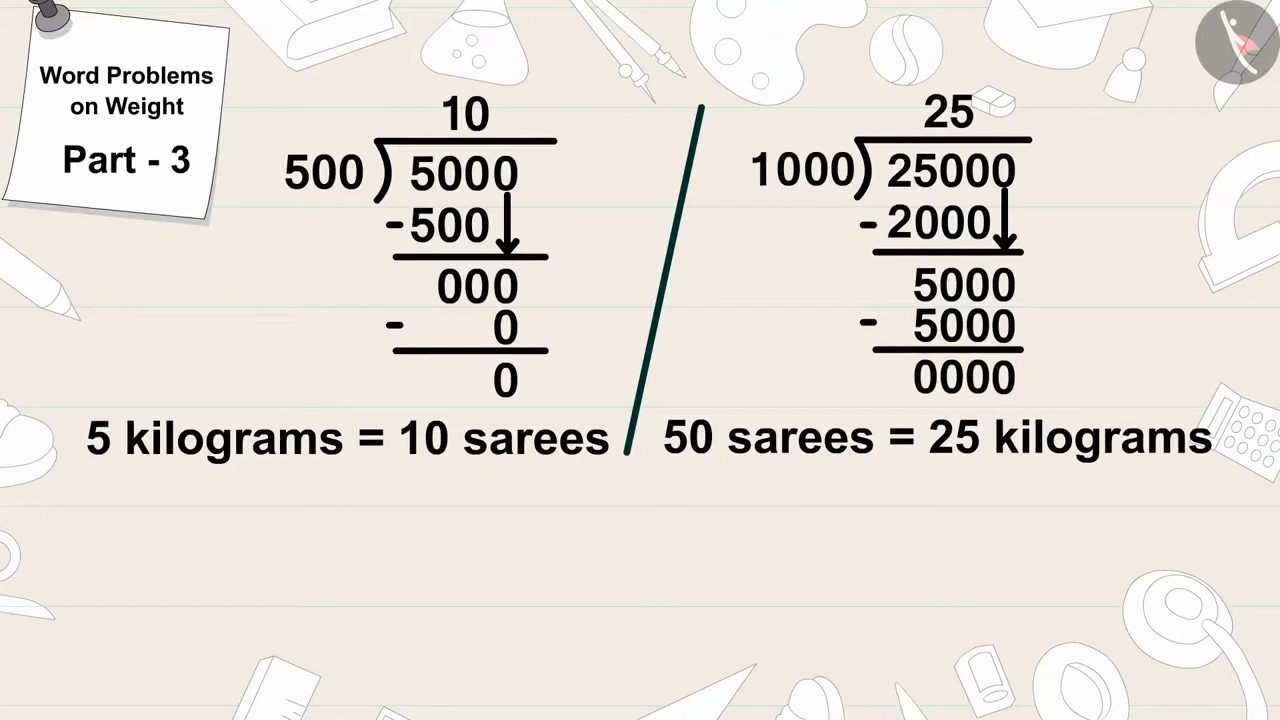 Word Problems
on Weight
Part - 3
10
500 ) 5000
-500
000
- 0
0
5 kilograms = 10 sarees
25
1000 ) 25000
-2000
5000
- 5000
0000
50 sarees = 25 kilograms